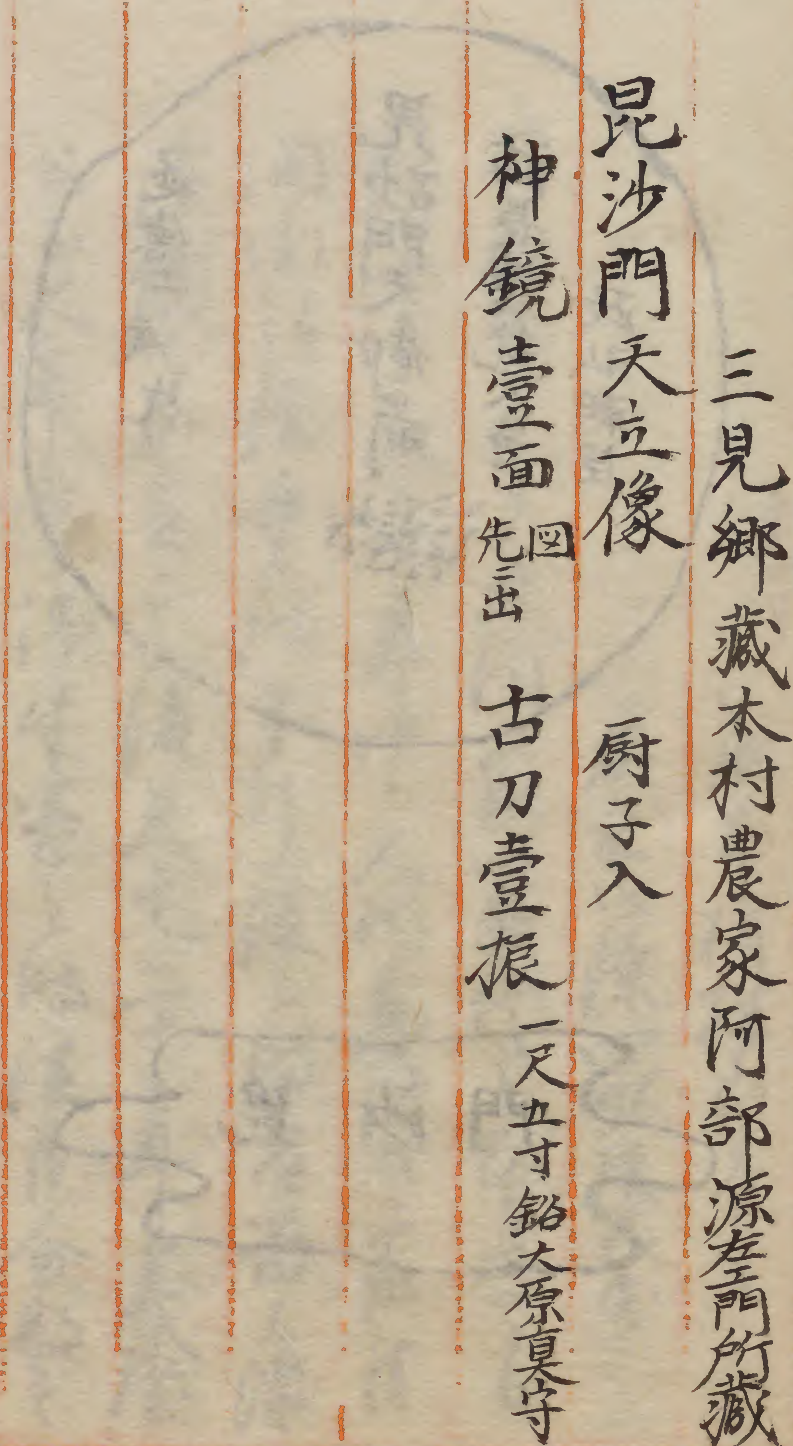 三見郷蔵本村農家阿部源左エ門所蔵
毘沙門天立像　厨子入
神鏡壹面　図先ニ出　古刀壹振　一尺五寸銘大原真守